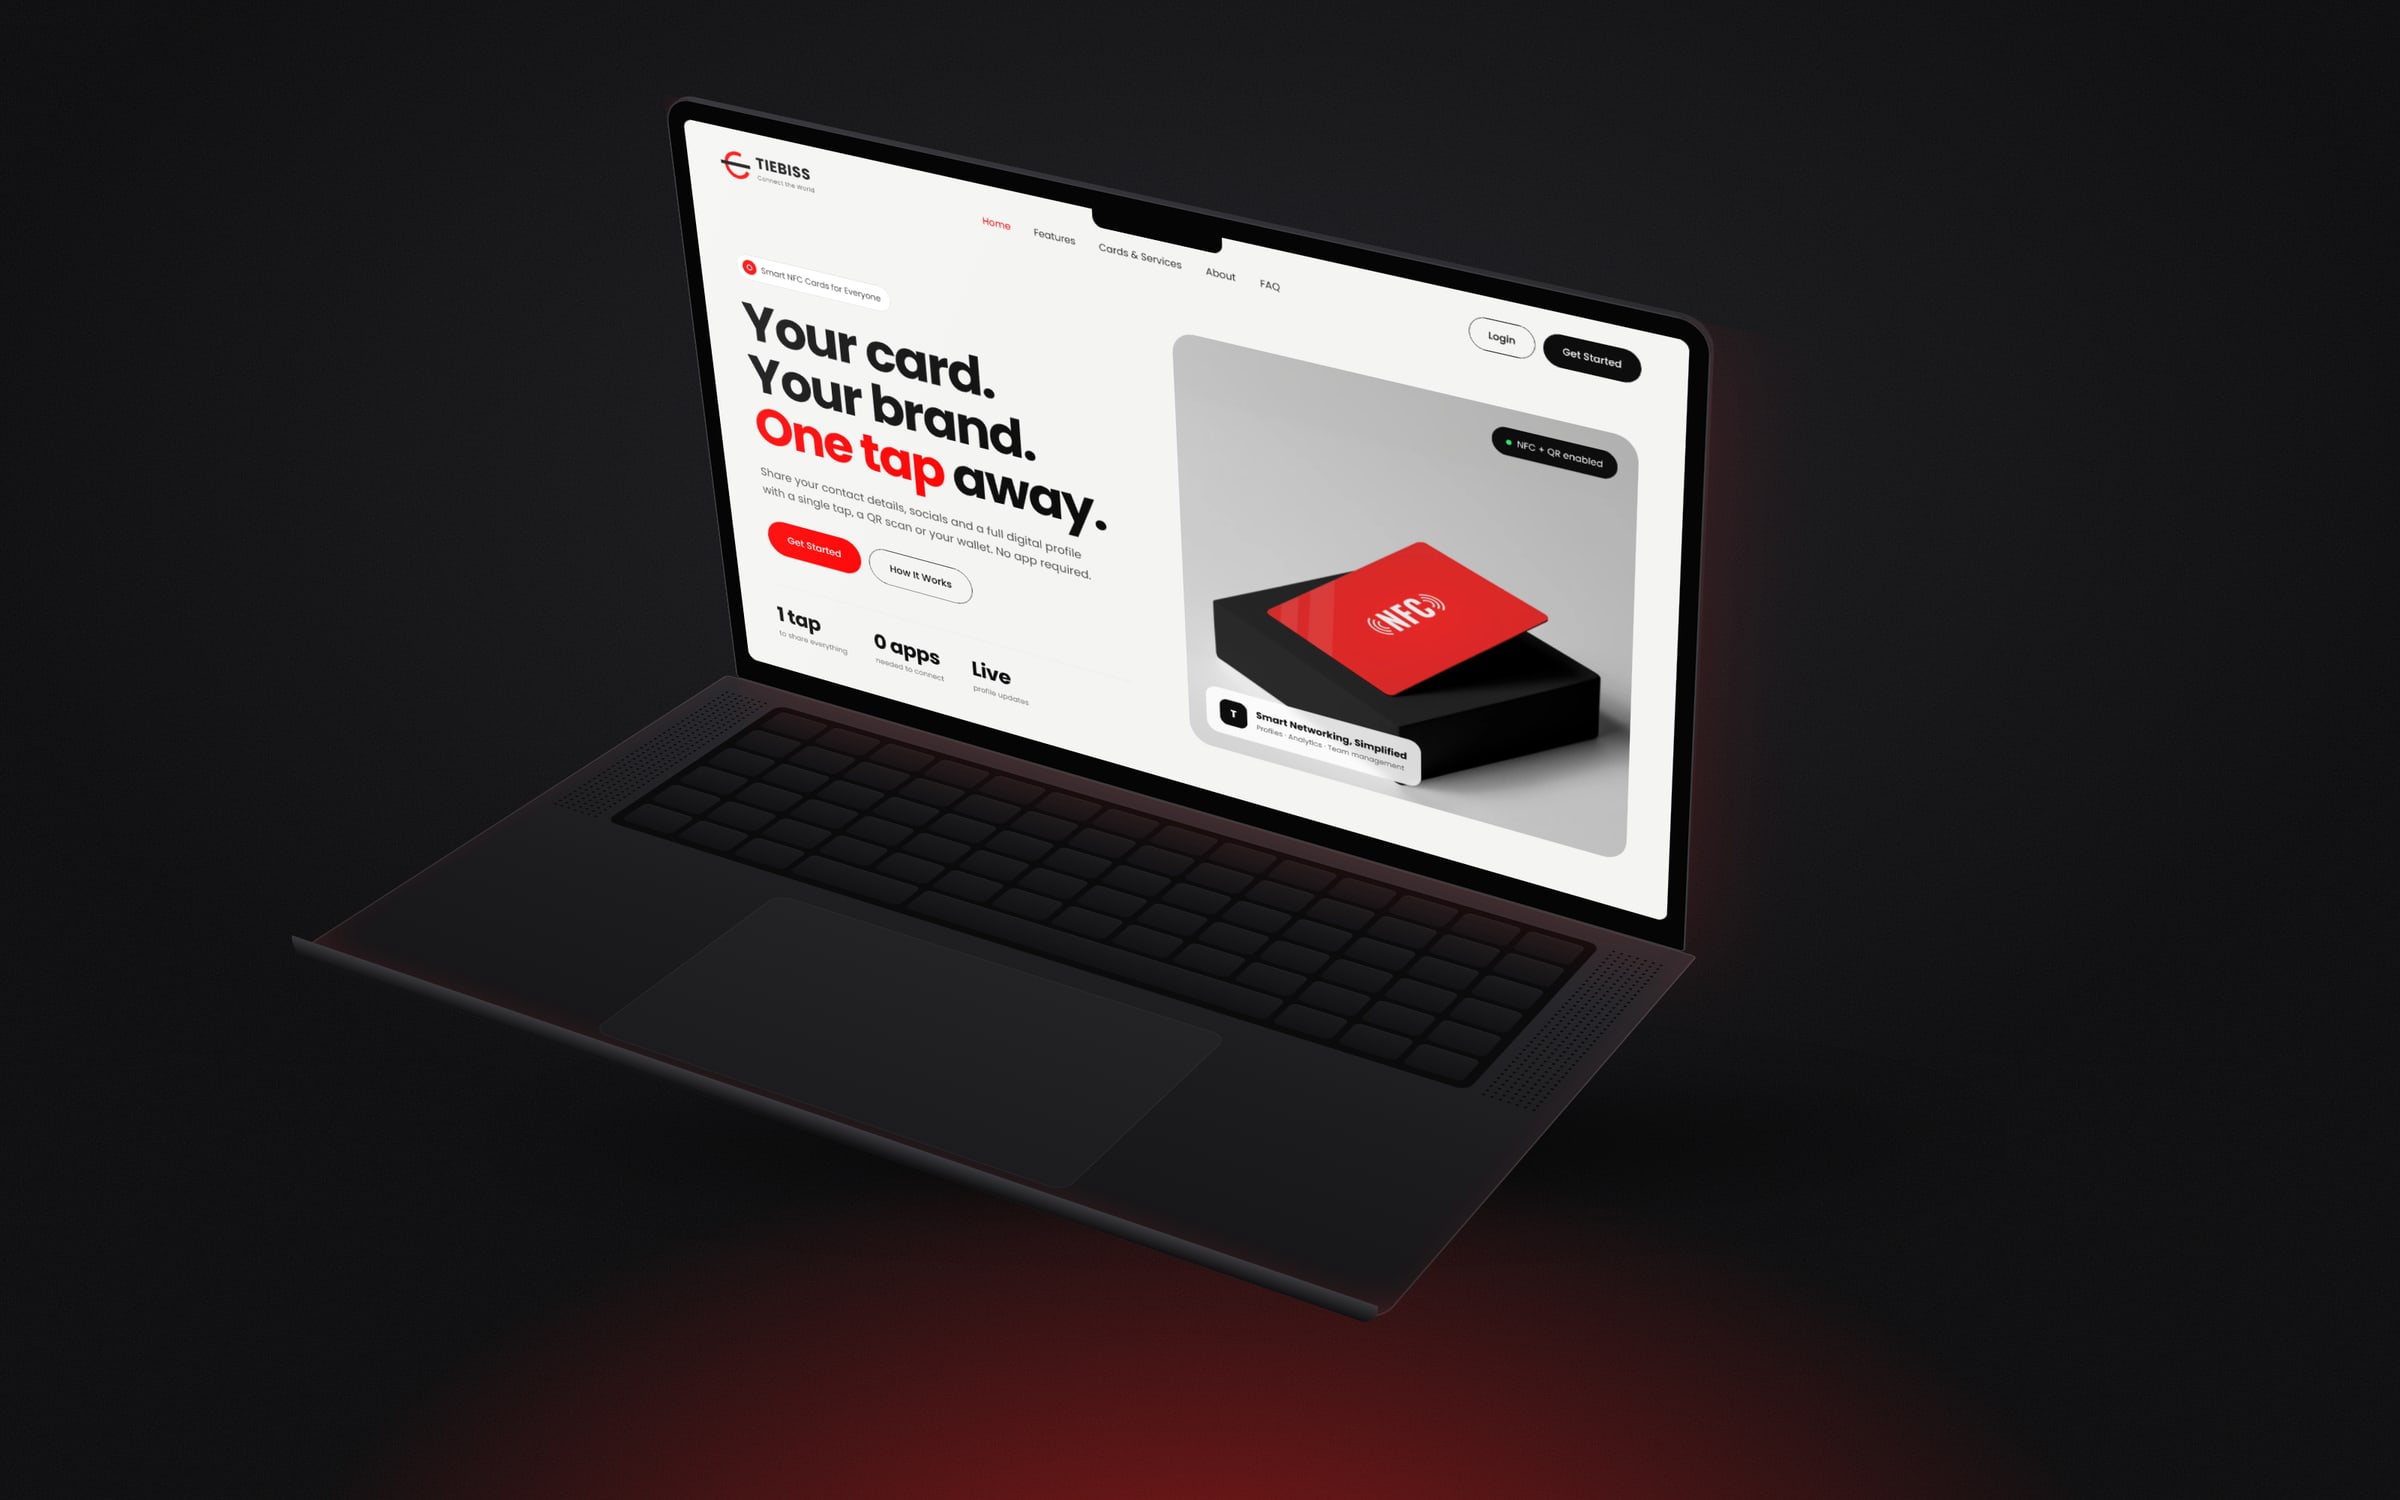 TIEBISS
Connect the World
Home
Features
Cards & Services
About
FAQ
Login
Get Started
Smart NFC Cards for Everyone
Your card.
Your brand.
One tap away.
Share your contact details, socials and a full digital profile
with a single tap, a QR scan or your wallet. No app required.
Get Started
How It Works
1 tap
to share everything
0 apps
needed to connect
Live
profile updates
NFC + QR enabled
NFC
T
Smart Networking, Simplified
Profiles · Analytics · Team management